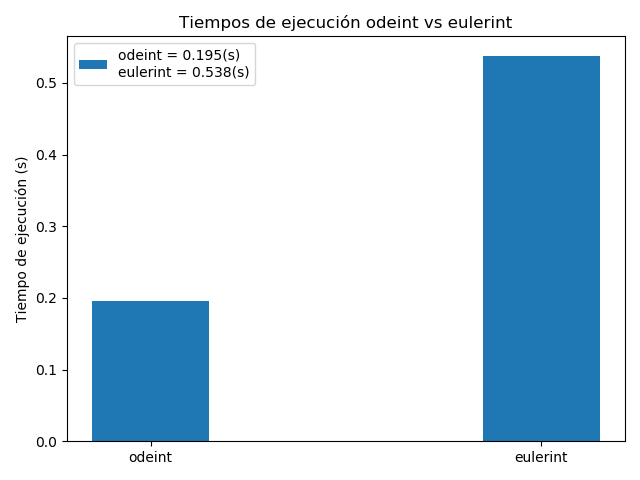 Tiempos de ejecución odeint vs eulerint
odeint = 0.195(s)
eulerint = 0.538(s)
Tiempo de ejecución (s)
0.5
0.4
0.3
0.2
0.1
0.0
odeint eulerint